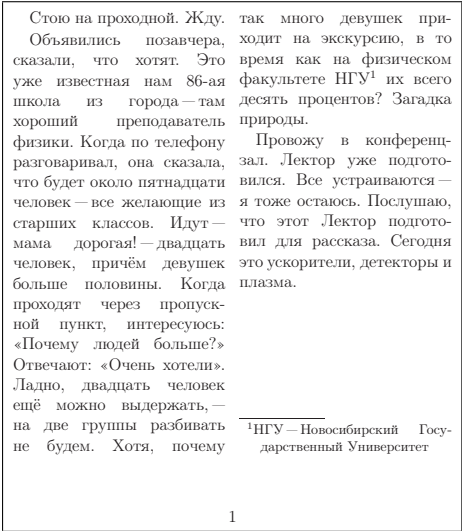 Стою на проходной. Жду.
Объявились позавчера,
сказали, что хотят. Это
уже известная нам 86-ая
школа из города — там
хороший преподаватель
физики. Когда по телефону
разговаривал, она сказала,
что будет около пятнадцати
человек — все желающие из
старших классов. Идут —
мама дорогая! — двадцать
человек, причём девушек
больше половины. Когда
проходят через пропуск-
ной пункт, интересуюсь:
«Почему людей больше?»
Отвечают: «Очень хотели».
Ладно, двадцать человек
ещё можно выдержать, —
на две группы разбивать
не будем. Хотя, почему
так много девушек при-
ходит на экскурсию, в то
время как на физическом
факультете НГУ¹ их всего
десять процентов? Загадка
природы.
Провожу в конференц-
зал. Лектор уже подгото-
вился. Все устраиваются —
я тоже остаюсь. Послушаю,
что этот Лектор подгото-
вил для рассказа. Сегодня
это ускорители, детекторы и
плазма.
¹НГУ — Новосибирский Госу-
дарственный Университет
1